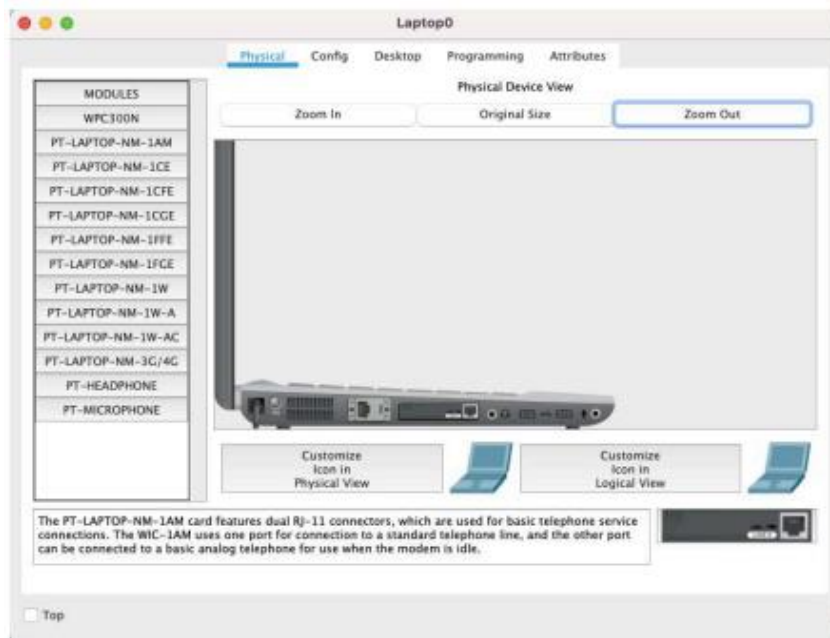 Laptop0
Physical Config Desktop Programming Attributes
MODULES
WPC300N
PT-LAPTOP-NM-1AM
PT-LAPTOP-NM-1CE
PT-LAPTOP-NM-1CFE
PT-LAPTOP-NM-1CGE
PT-LAPTOP-NM-1FFE
PT-LAPTOP-NM-1FGE
PT-LAPTOP-NM-1W
PT-LAPTOP-NM-1W-A
PT-LAPTOP-NM-1W-AC
PT-LAPTOP-NM-3G/4G
PT-HEADPHONE
PT-MICROPHONE
Physical Device View
Zoom In Original Size Zoom Out
Customize
Icon in
Physical View
Customize
Icon in
Logical View
The PT-LAPTOP-NM-1AM card features dual RJ-11 connectors, which are used for basic telephone service
connections. The WIC-1AM uses one port for connection to a standard telephone line, and the other port
can be connected to a basic analog telephone for use when the modem is idle.
Top